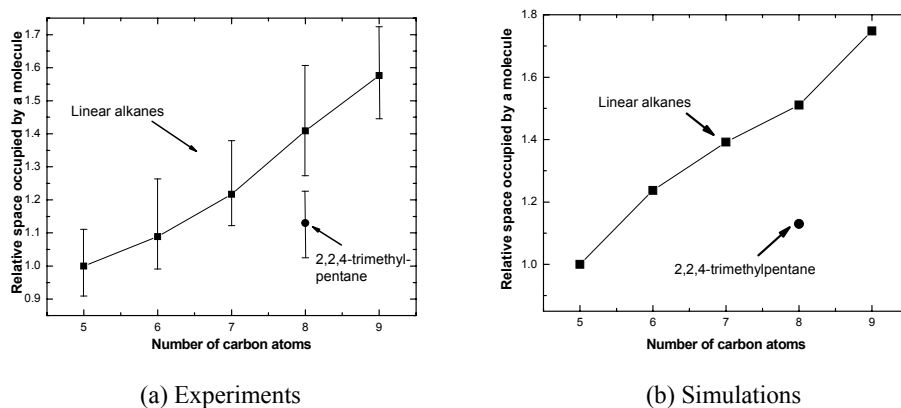 1.7
1.6
1.5
1.4
1.3
1.2
1.1
1.0
0.9
Relative space occupied by a molecule
Linear alkanes
2,2,4-trimethyl-
pentane
5 6 7 8 9
Number of carbon atoms
(a) Experiments
1.8
1.6
1.4
1.2
1.0
Relative space occupied by a molecule
Linear alkanes
2,2,4-trimethylpentane
5 6 7 8 9
Number of carbon atoms
(b) Simulations